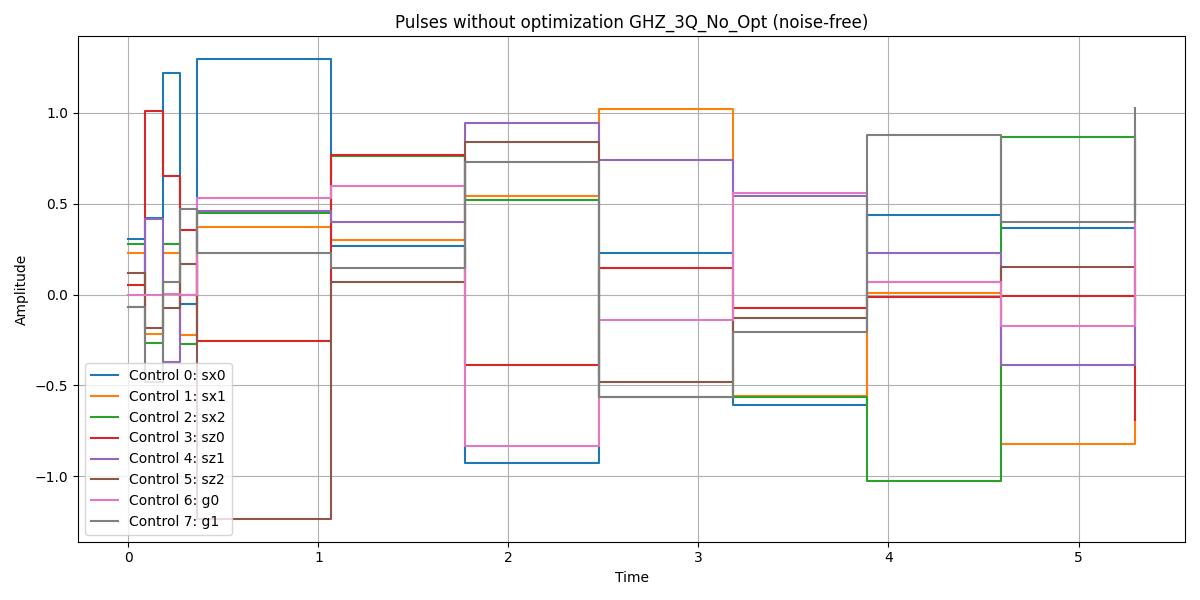 Pulses without optimization GHZ_3Q_No_Opt (noise-free)
Amplitude
1.0
0.5
0.0
−0.5
−1.0
Control 0: sx0
Control 1: sx1
Control 2: sx2
Control 3: sz0
Control 4: sz1
Control 5: sz2
Control 6: g0
Control 7: g1
0 1 2 3 4 5
Time